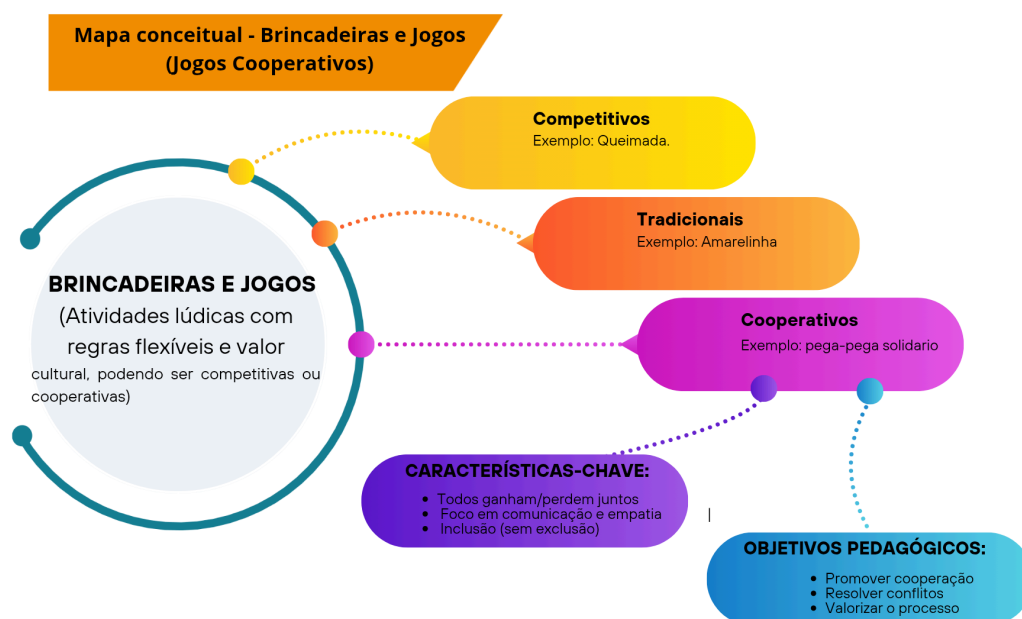 Mapa conceitual - Brincadeiras e Jogos
(Jogos Cooperativos)
Competitivos
Exemplo: Queimada.
Tradicionais
Exemplo: Amarelinha
BRINCADEIRAS E JOGOS
(Atividades lúdicas com
regras flexíveis e valor
cultural, podendo ser competitivas ou
cooperativas)
Cooperativos
Exemplo: pega-pega solidario
CARACTERÍSTICAS-CHAVE:
• Todos ganham/perdem juntos
• Foco em comunicação e empatia
• Inclusão (sem exclusão)
|
OBJETIVOS PEDAGÓGICOS:
• Promover cooperação
• Resolver conflitos
• Valorizar o processo